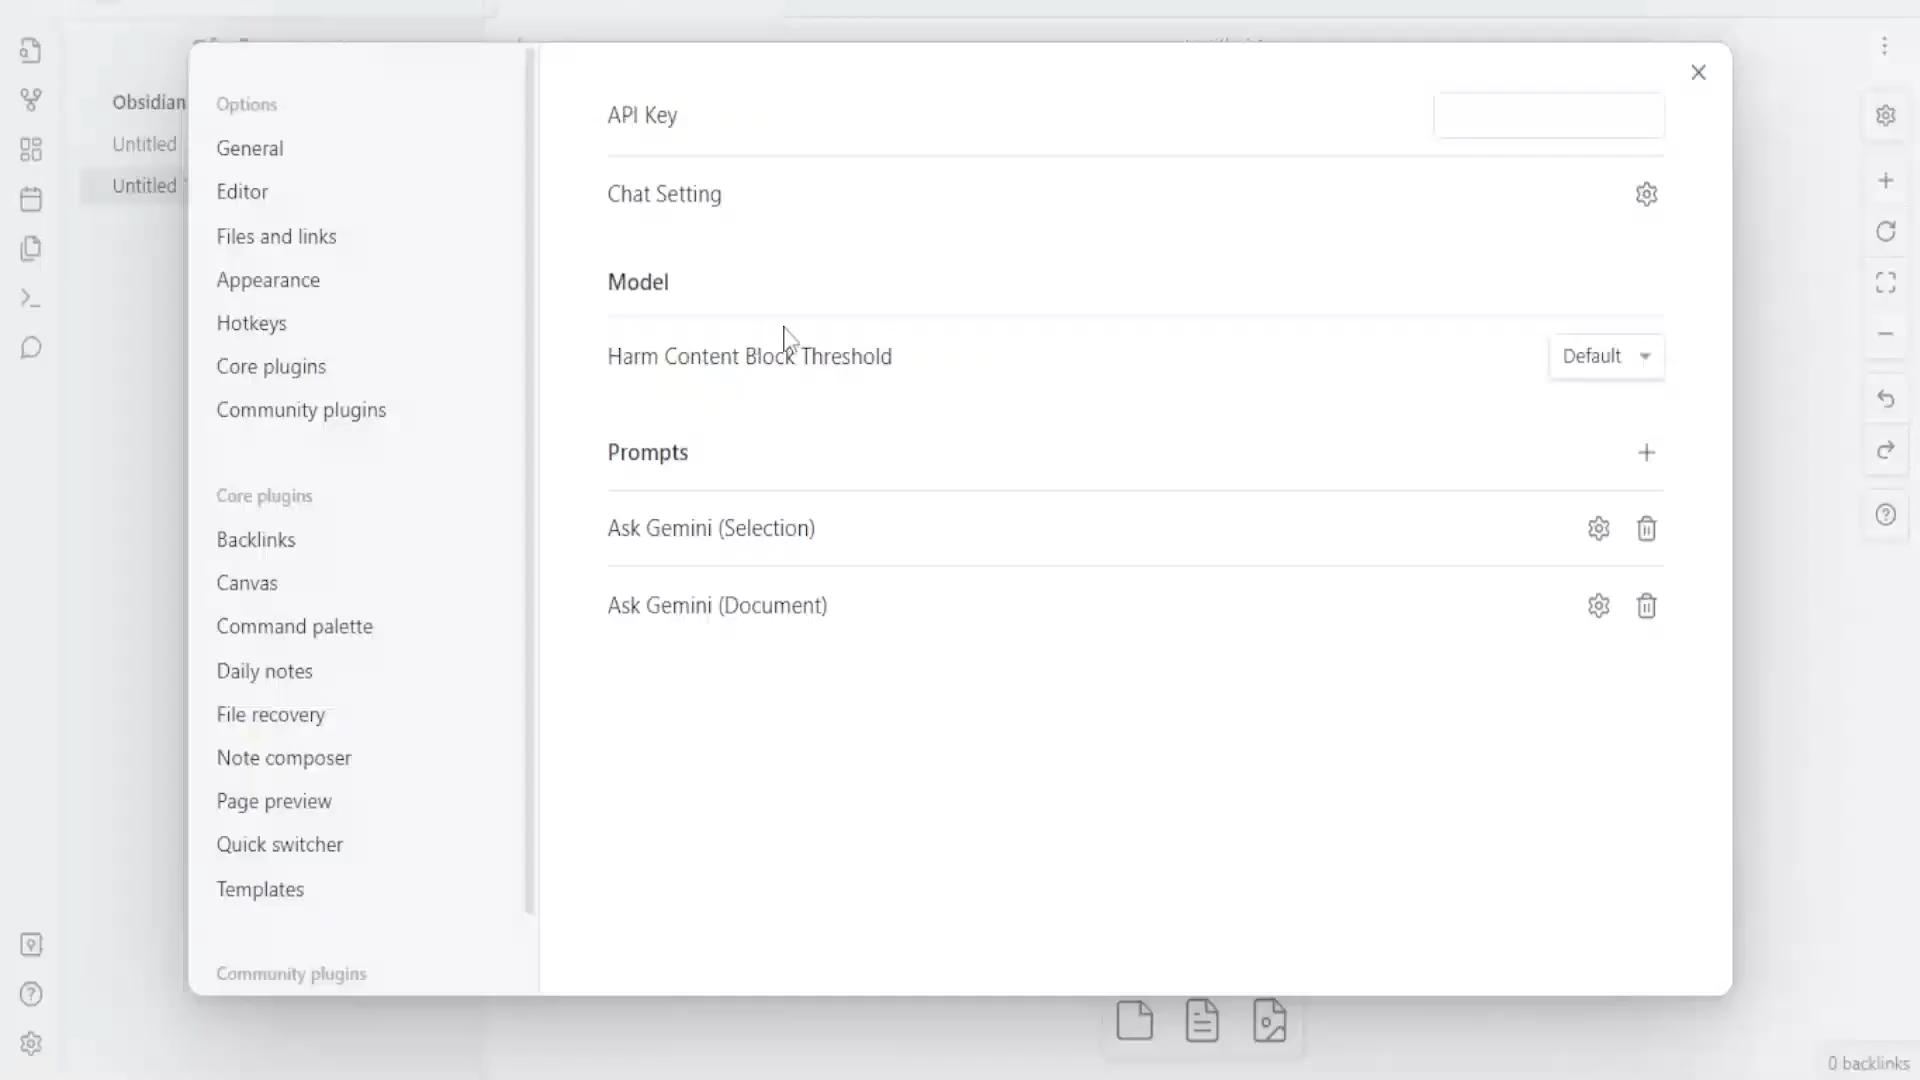 Obsidian
Untitled
Untitled
Options
General
Editor
Files and links
Appearance
Hotkeys
Core plugins
Community plugins
Core plugins
Backlinks
Canvas
Command palette
Daily notes
File recovery
Note composer
Page preview
Quick switcher
Templates
Community plugins
API Key
Chat Setting
Model
Harm Content Block Threshold
Default
Prompts
Ask Gemini (Selection)
Ask Gemini (Document)
0 backlinks